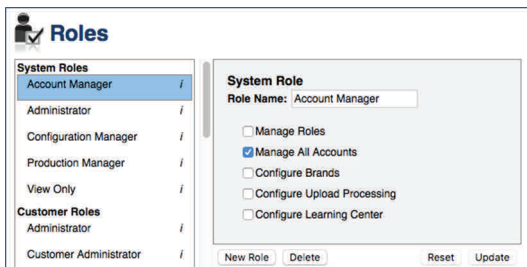 Roles
System Roles
Account Manager i
Administrator i
Configuration Manager i
Production Manager i
View Only i
Customer Roles
Administrator i
Customer Administrator i
System Role
Role Name: Account Manager
Manage Roles
Manage All Accounts
Configure Brands
Configure Upload Processing
Configure Learning Center
New Role Delete Reset Update